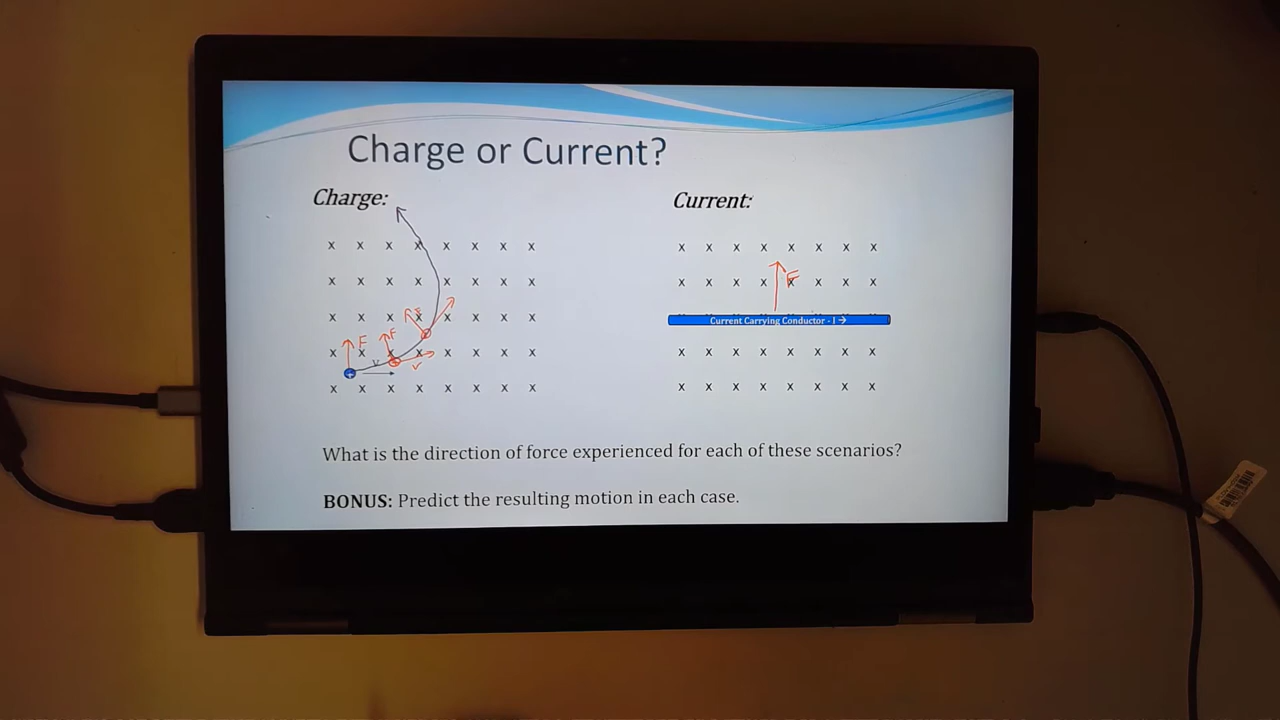 Charge or Current?
Charge:
x x x x x x x x
x x x x x x x x
x x x x x x x x
x x x x x x x x
x x x x x x x x
F
F
F
v
v
+
Current:
x x x x x x x x
x x x x x x x x
F
Current Carrying Conductor - I →
x x x x x x x x
x x x x x x x x
What is the direction of force experienced for each of these scenarios?
BONUS: Predict the resulting motion in each case.